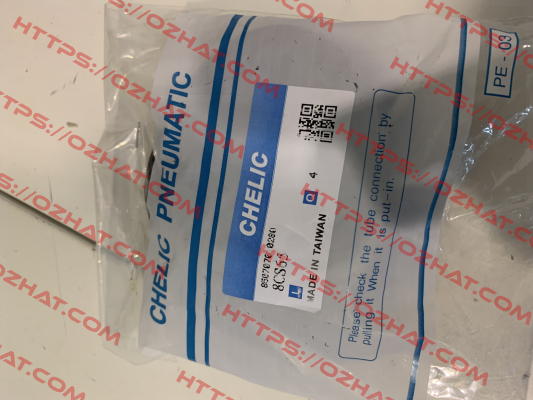 CHELIC PNEUMATIC
CHELIC
8CS65
L MADE IN TAIWAN Q 4
Please check the tube connection by
pulling it When it is put-in.
PE-03
HTTPS://OZHAT.COM